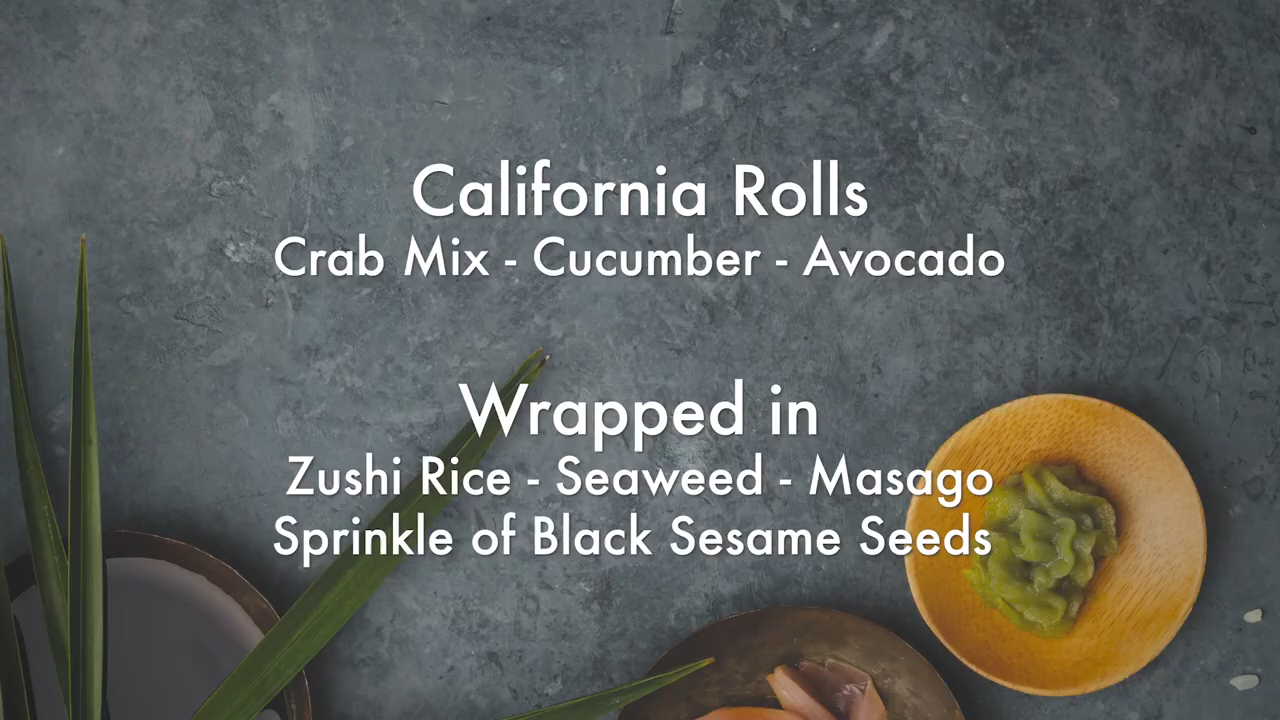 California Rolls
Crab Mix - Cucumber - Avocado
Wrapped in
Zushi Rice - Seaweed - Masago
Sprinkle of Black Sesame Seeds